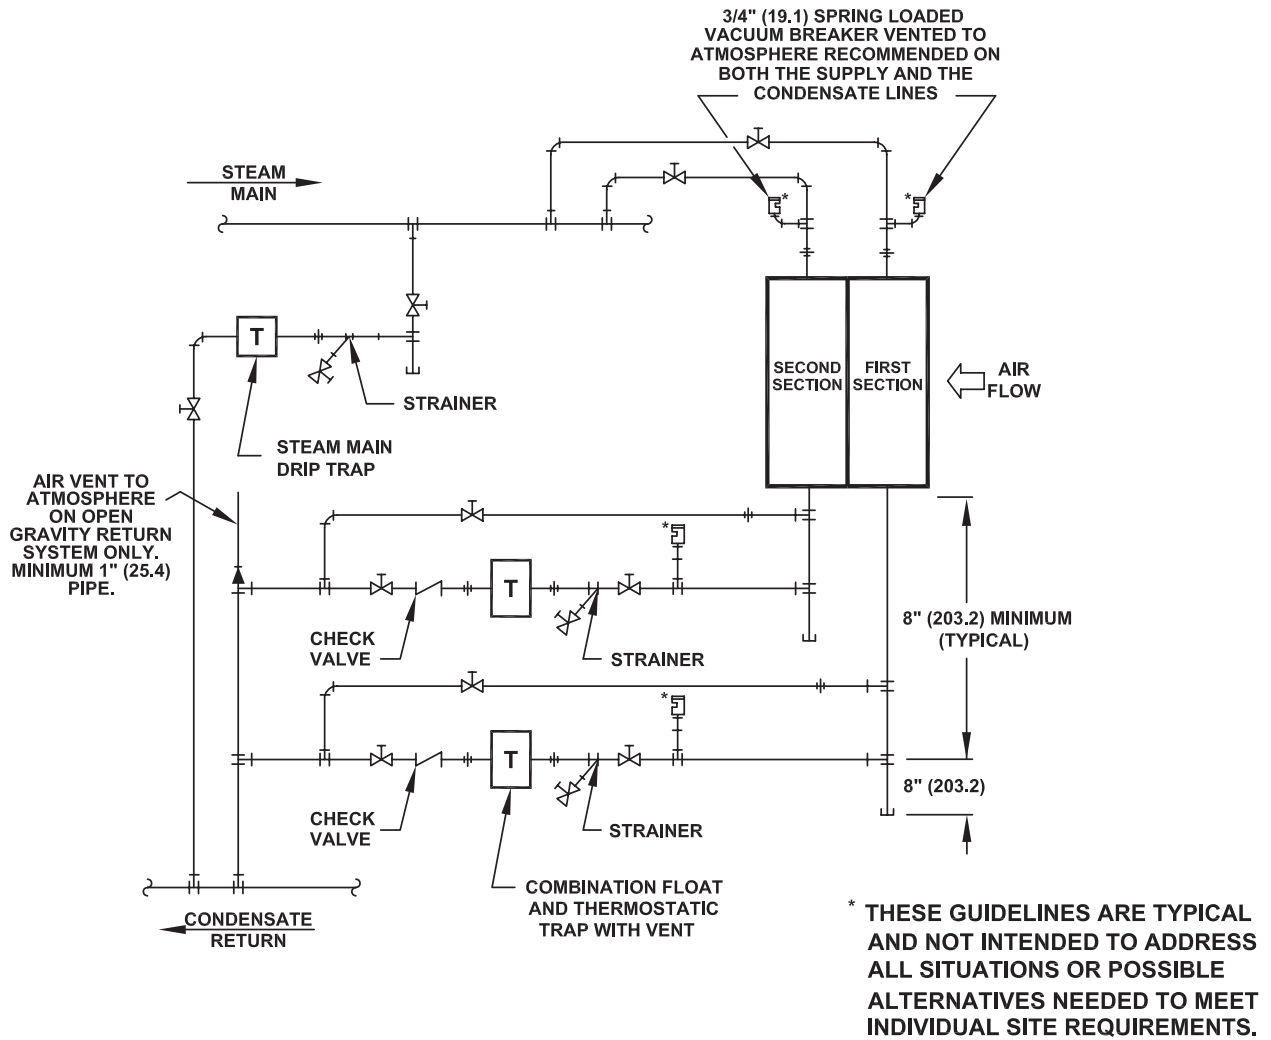 3/4" (19.1) SPRING LOADED
VACUUM BREAKER VENTED TO
ATMOSPHERE RECOMMENDED ON
BOTH THE SUPPLY AND THE
CONDENSATE LINES
STEAM
MAIN
*
*
T
STRAINER
STEAM MAIN
DRIP TRAP
SECOND
SECTION
FIRST
SECTION
AIR
FLOW
AIR VENT TO
ATMOSPHERE
ON OPEN
GRAVITY RETURN
SYSTEM ONLY.
MINIMUM 1" (25.4)
PIPE.
*
T
CHECK
VALVE
STRAINER
8" (203.2) MINIMUM
(TYPICAL)
*
T
CHECK
VALVE
STRAINER
8" (203.2)
COMBINATION FLOAT
AND THERMOSTATIC
TRAP WITH VENT
CONDENSATE
RETURN
* THESE GUIDELINES ARE TYPICAL
AND NOT INTENDED TO ADDRESS
ALL SITUATIONS OR POSSIBLE
ALTERNATIVES NEEDED TO MEET
INDIVIDUAL SITE REQUIREMENTS.